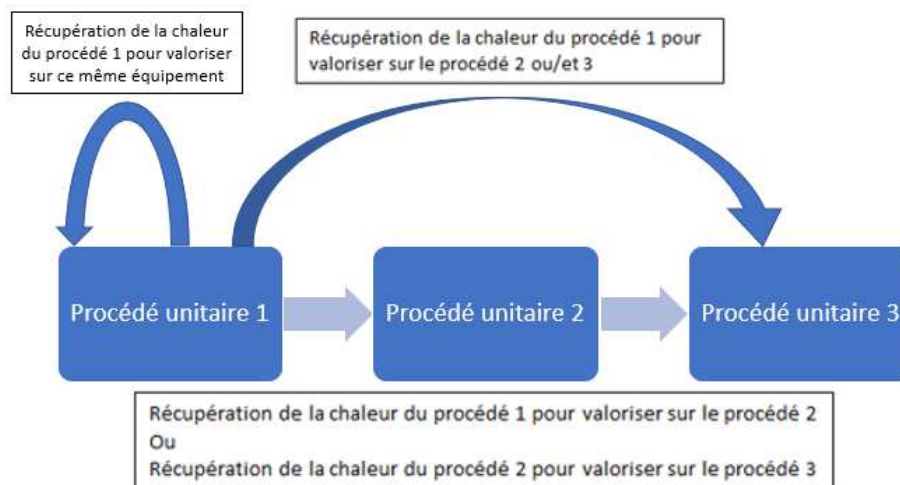 Récupération de la chaleur
du procédé 1 pour valoriser
sur ce même équipement
Récupération de la chaleur du procédé 1 pour
valoriser sur le procédé 2 ou/et 3
Procédé unitaire 1
Procédé unitaire 2
Procédé unitaire 3
Récupération de la chaleur du procédé 1 pour valoriser sur le procédé 2
Ou
Récupération de la chaleur du procédé 2 pour valoriser sur le procédé 3